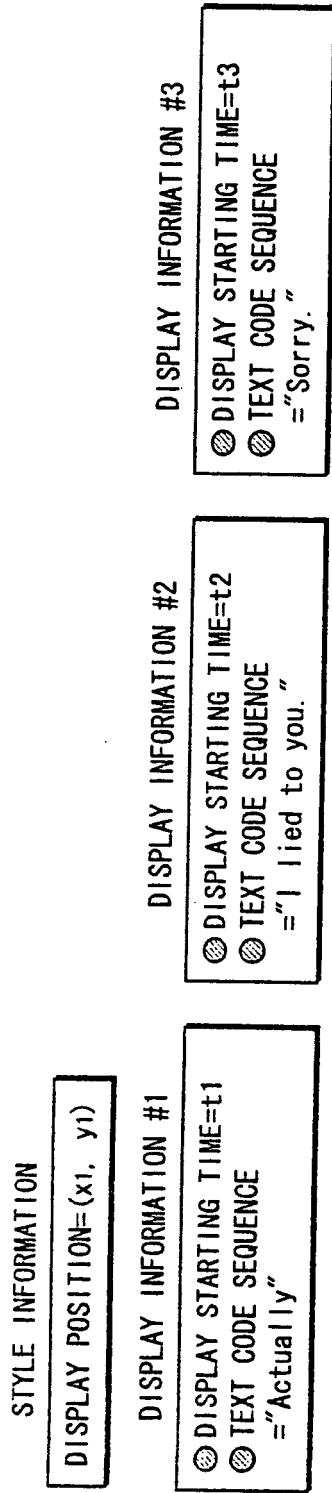 STYLE INFORMATION
DISPLAY POSITION=(x1, y1)
DISPLAY INFORMATION #1
DISPLAY STARTING TIME=t1
TEXT CODE SEQUENCE
="Actually"
DISPLAY INFORMATION #2
DISPLAY STARTING TIME=t2
TEXT CODE SEQUENCE
="I lied to you."
DISPLAY INFORMATION #3
DISPLAY STARTING TIME=t3
TEXT CODE SEQUENCE
="Sorry."